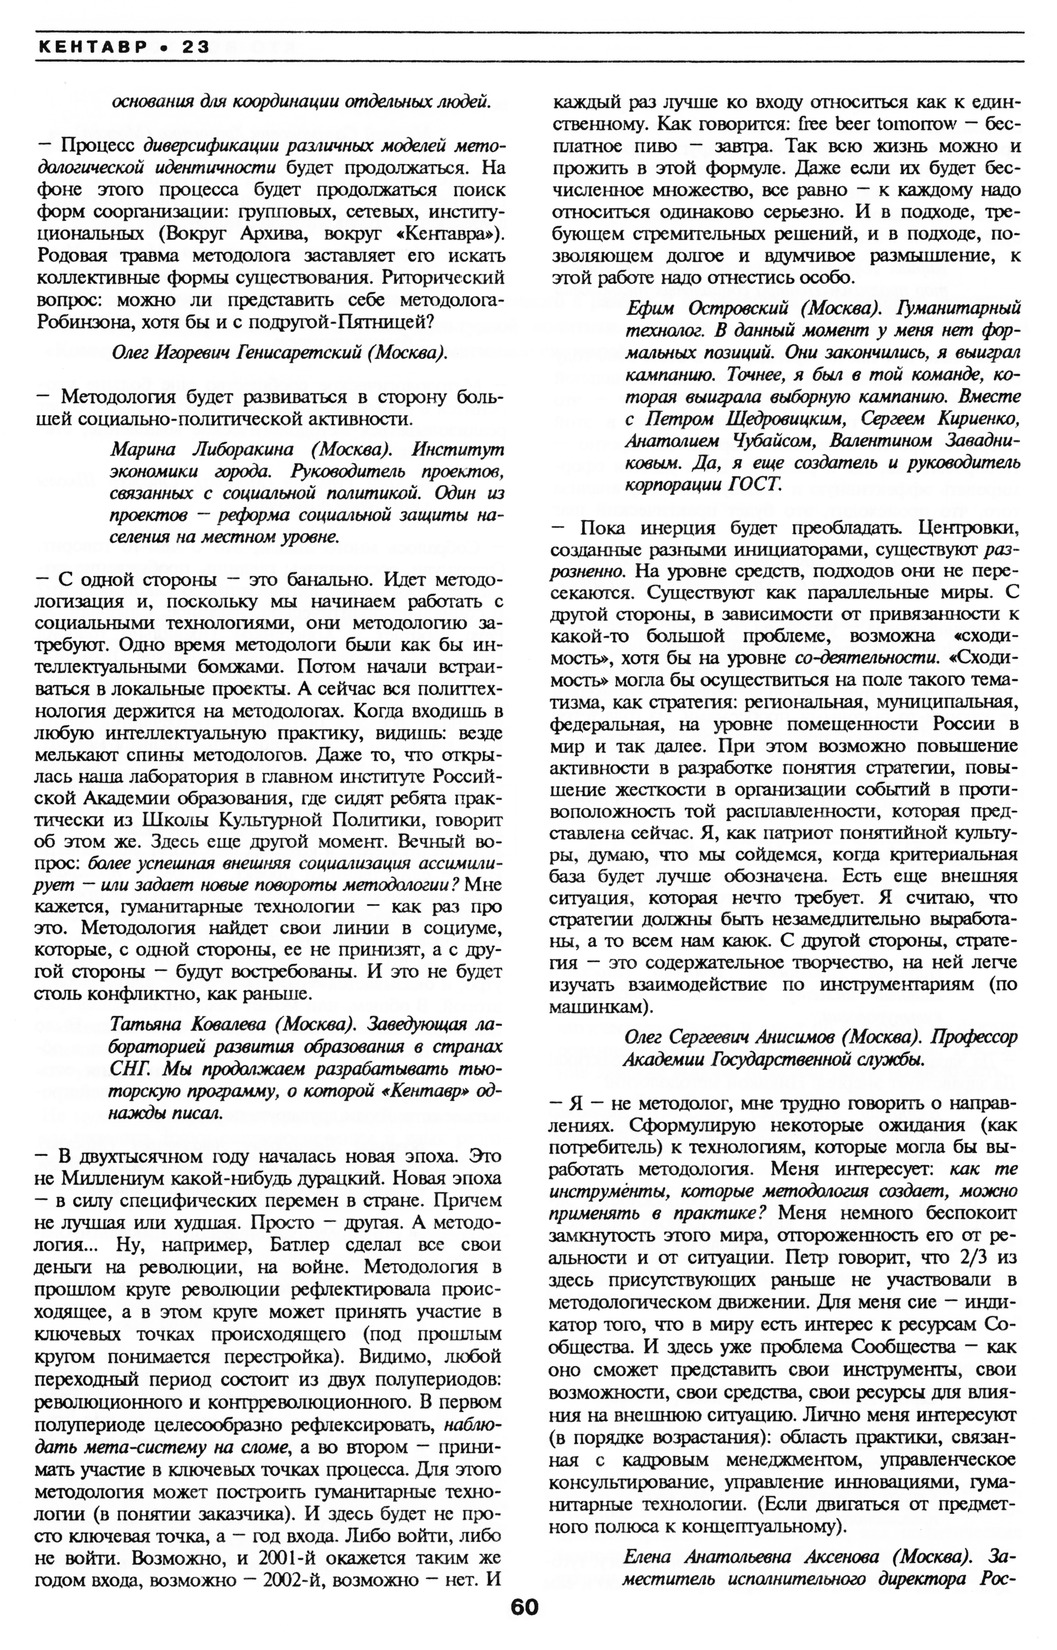 КЕНТАВР • 23
основания для координации отдельных людей.
— Процесс диверсификации различных моделей мето-
дологической идентичности будет продолжаться. На
фоне этого процесса будет продолжаться поиск
форм соорганизации: групповых, сетевых, институ-
циональных (Вокруг Архива, вокруг «Кентавра»).
Родовая травма методолога заставляет его искать
коллективные формы существования. Риторический
вопрос: можно ли представить себе методолога-
Робинзона, хотя бы и с подругой-Пятницей?
Олег Игоревич Генисаретский (Москва).
— Методология будет развиваться в сторону боль-
шей социально-политической активности.
Марина Либоракина (Москва). Институт
экономики города. Руководитель проектов,
связанных с социальной политикой. Один из
проектов — реформа социальной защиты на-
селения на местном уровне.
— С одной стороны — это банально. Идет методо-
логизация и, поскольку мы начинаем работать с
социальными технологиями, они методологию за-
требуют. Одно время методологи были как бы ин-
теллектуальными бомжами. Потом начали встраи-
ваться в локальные проекты. А сейчас вся политтех-
нология держится на методологах. Когда входишь в
любую интеллектуальную практику, видишь: везде
мелькают спины методологов. Даже то, что откры-
лась наша лаборатория в главном институте Россий-
ской Академии образования, где сидят ребята прак-
тически из Школы Культурной Политики, говорит
об этом же. Здесь еще другой момент. Вечный во-
прос: более успешная внешняя социализация ассимили-
рует — или задает новые повороты методологии? Мне
кажется, гуманитарные технологии — как раз про
это. Методология найдет свои линии в социуме,
которые, с одной стороны, ее не принизят, а с дру-
гой стороны — будут востребованы. И это не будет
столь конфликтно, как раньше.
Татьяна Ковалева (Москва). Заведующая ла-
бораторией развития образования в странах
СНГ. Мы продолжаем разрабатывать тью-
торскую программу, о которой «Кентавр» од-
нажды писал.
— В двухтысячном году началась новая эпоха. Это
не Миллениум какой-нибудь дурацкий. Новая эпоха
— в силу специфических перемен в стране. Причем
не лучшая или худшая. Просто — другая. А методо-
логия... Ну, например, Батлер сделал все свои
деньги на революции, на войне. Методология в
прошлом круге революции рефлектировала проис-
ходящее, а в этом круге может принять участие в
ключевых точках происходящего (под прошлым
кругом понимается перестройка). Видимо, любой
переходный период состоит из двух полупериодов:
революционного и контрреволюционного. В первом
полупериоде целесообразно рефлексировать, наблю-
дать мета-систему на сломе, а во втором — прини-
мать участие в ключевых точках процесса. Для этого
методология может построить гуманитарные техно-
логии (в понятии заказчика). И здесь будет не про-
сто ключевая точка, а — год входа. Либо войти, либо
не войти. Возможно, и 2001-й окажется таким же
годом входа, возможно — 2002-й, возможно — нет. И
каждый раз лучше ко входу относиться как к един-
ственному. Как говорится: free beer tomorrow — бес-
платное пиво — завтра. Так всю жизнь можно и
прожить в этой формуле. Даже если их будет бес-
численное множество, все равно — к каждому надо
относиться одинаково серьезно. И в подходе, тре-
бующем стремительных решений, и в подходе, по-
зволяющем долгое и вдумчивое размышление, к
этой работе надо отнестись особо.
Ефим Островский (Москва). Гуманитарный
технолог. В данный момент у меня нет фор-
мальных позиций. Они закончились, я выиграл
кампанию. Точнее, я был в той команде, ко-
торая выиграла выборную кампанию. Вместе
с Петром Щедровицким, Сергеем Кириенко,
Анатолием Чубайсом, Валентином Завадни-
ковым. Да, я еще создатель и руководитель
корпорации ГОСТ.
— Пока инерция будет преобладать. Центровки,
созданные разными инициаторами, существуют раз-
розненно. На уровне средств, подходов они не пере-
секаются. Существуют как параллельные миры. С
другой стороны, в зависимости от привязанности к
какой-то большой проблеме, возможна «сходи-
мость», хотя бы на уровне со-деятельности. «Сходи-
мость» могла бы осуществиться на поле такого тема-
тизма, как стратегия: региональная, муниципальная,
федеральная, на уровне помещенности России в
мир и так далее. При этом возможно повышение
активности в разработке понятия стратегии, повы-
шение жесткости в организации событий в проти-
воположность той расплавленности, которая пред-
ставлена сейчас. Я, как патриот понятийной культу-
ры, думаю, что мы сойдемся, когда критериальная
база будет лучше обозначена. Есть еще внешняя
ситуация, которая нечто требует. Я считаю, что
стратегии должны быть незамедлительно выработа-
ны, а то всем нам каюк. С другой стороны, страте-
гия — это содержательное творчество, на ней легче
изучать взаимодействие по инструментариям (по
машинкам).
Олег Сергеевич Анисимов (Москва). Профессор
Академии Государственной службы.
— Я — не методолог, мне трудно говорить о направ-
лениях. Сформулирую некоторые ожидания (как
потребитель) к технологиям, которые могла бы вы-
работать методология. Меня интересует: как те
инструменты, которые методология создает, можно
применять в практике? Меня немного беспокоит
замкнутость этого мира, отгороженность его от ре-
альности и от ситуации. Петр говорит, что 2/3 из
здесь присутствующих раньше не участвовали в
методологическом движении. Для меня сие — инди-
катор того, что в миру есть интерес к ресурсам Со-
общества. И здесь уже проблема Сообщества — как
оно сможет представить свои инструменты, свои
возможности, свои средства, свои ресурсы для влия-
ния на внешнюю ситуацию. Лично меня интересуют
(в порядке возрастания): область практики, связан-
ная с кадровым менеджментом, управленческое
консультирование, управление инновациями, гума-
нитарные технологии. (Если двигаться от предмет-
ного полюса к концептуальному).
Елена Анатольевна Аксенова (Москва). За-
меститель исполнительного директора Рос-
60